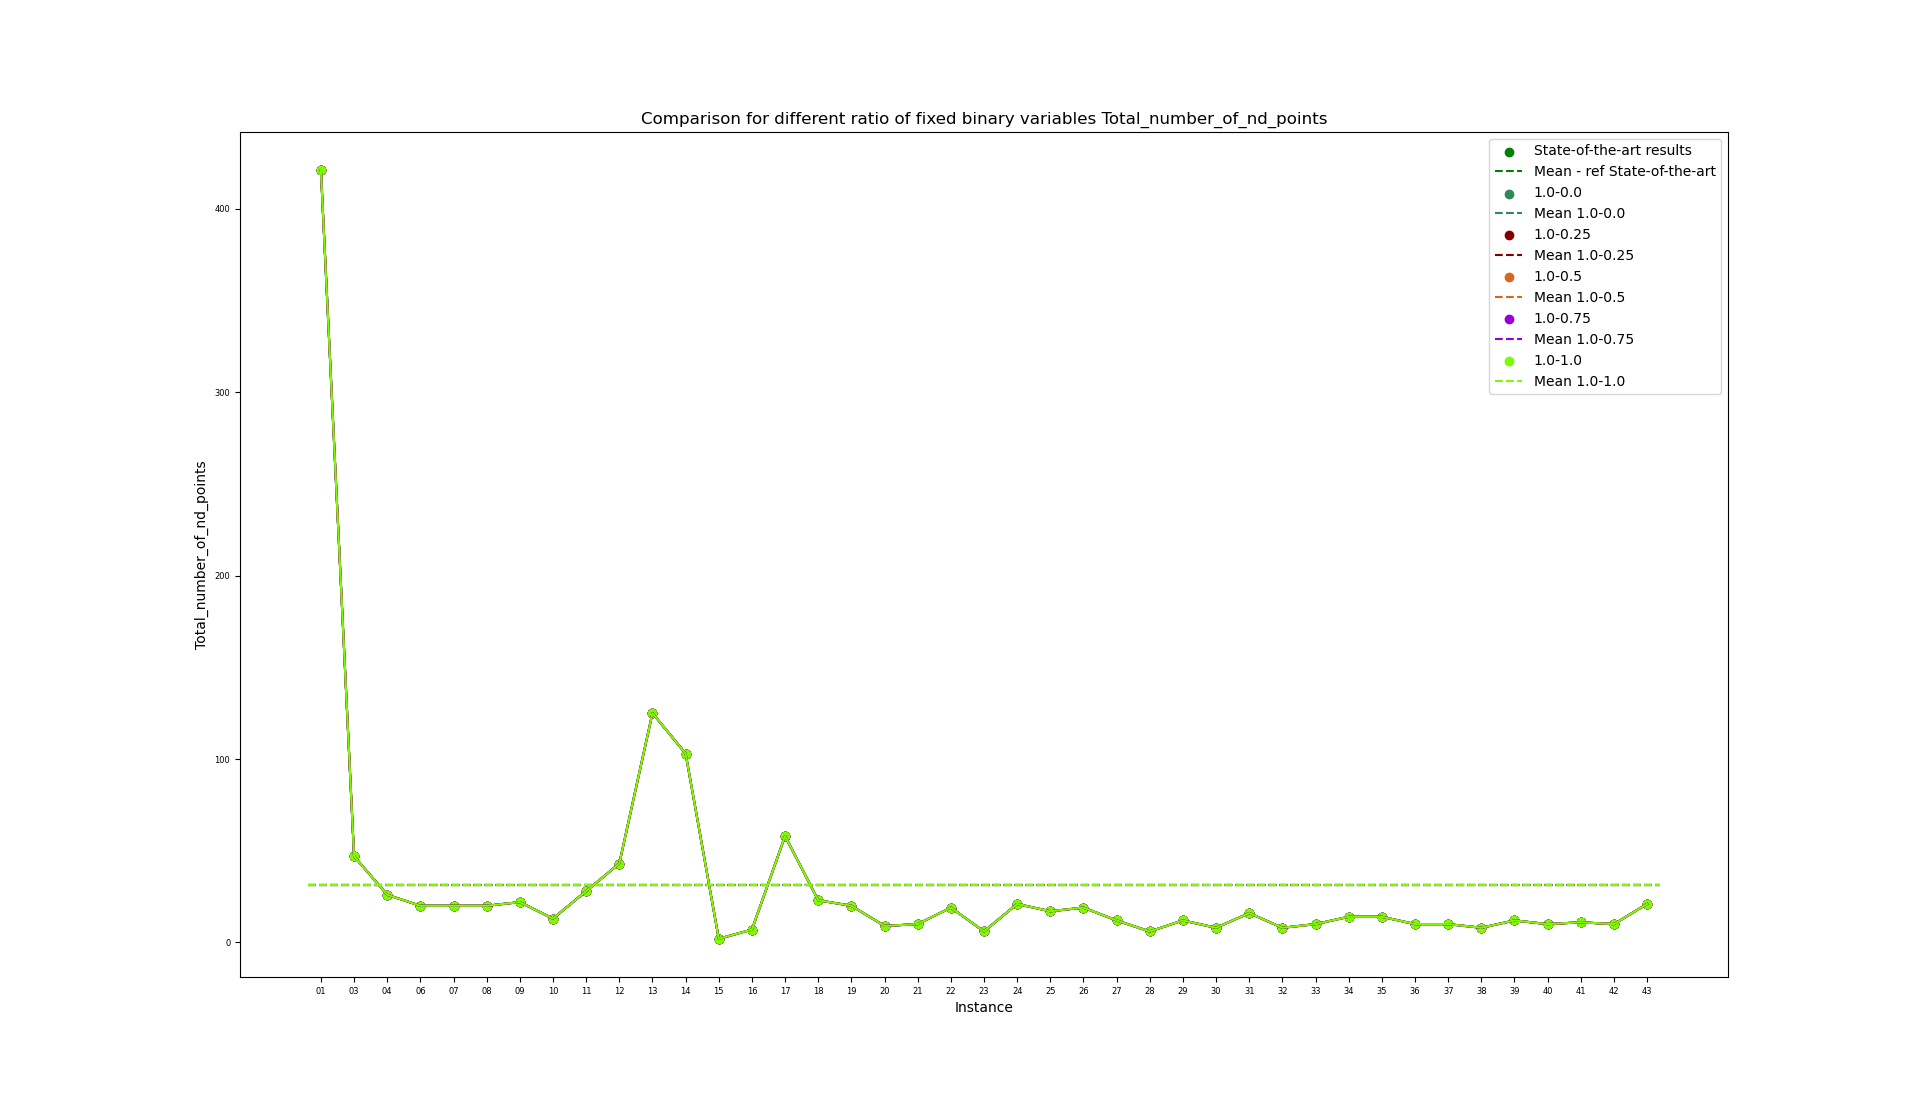 Comparison for different ratio of fixed binary variables Total_number_of_nd_points
State-of-the-art results
Mean - ref State-of-the-art
1.0-0.0
Mean 1.0-0.0
1.0-0.25
Mean 1.0-0.25
1.0-0.5
Mean 1.0-0.5
1.0-0.75
Mean 1.0-0.75
1.0-1.0
Mean 1.0-1.0
Total_number_of_nd_points
400
300
200
100
0
01 03 04 06 07 08 09 10 11 12 13 14 15 16 17 18 19 20 21 22 23 24 25 26 27 28 29 30 31 32 33 34 35 36 37 38 39 40 41 42 43
Instance